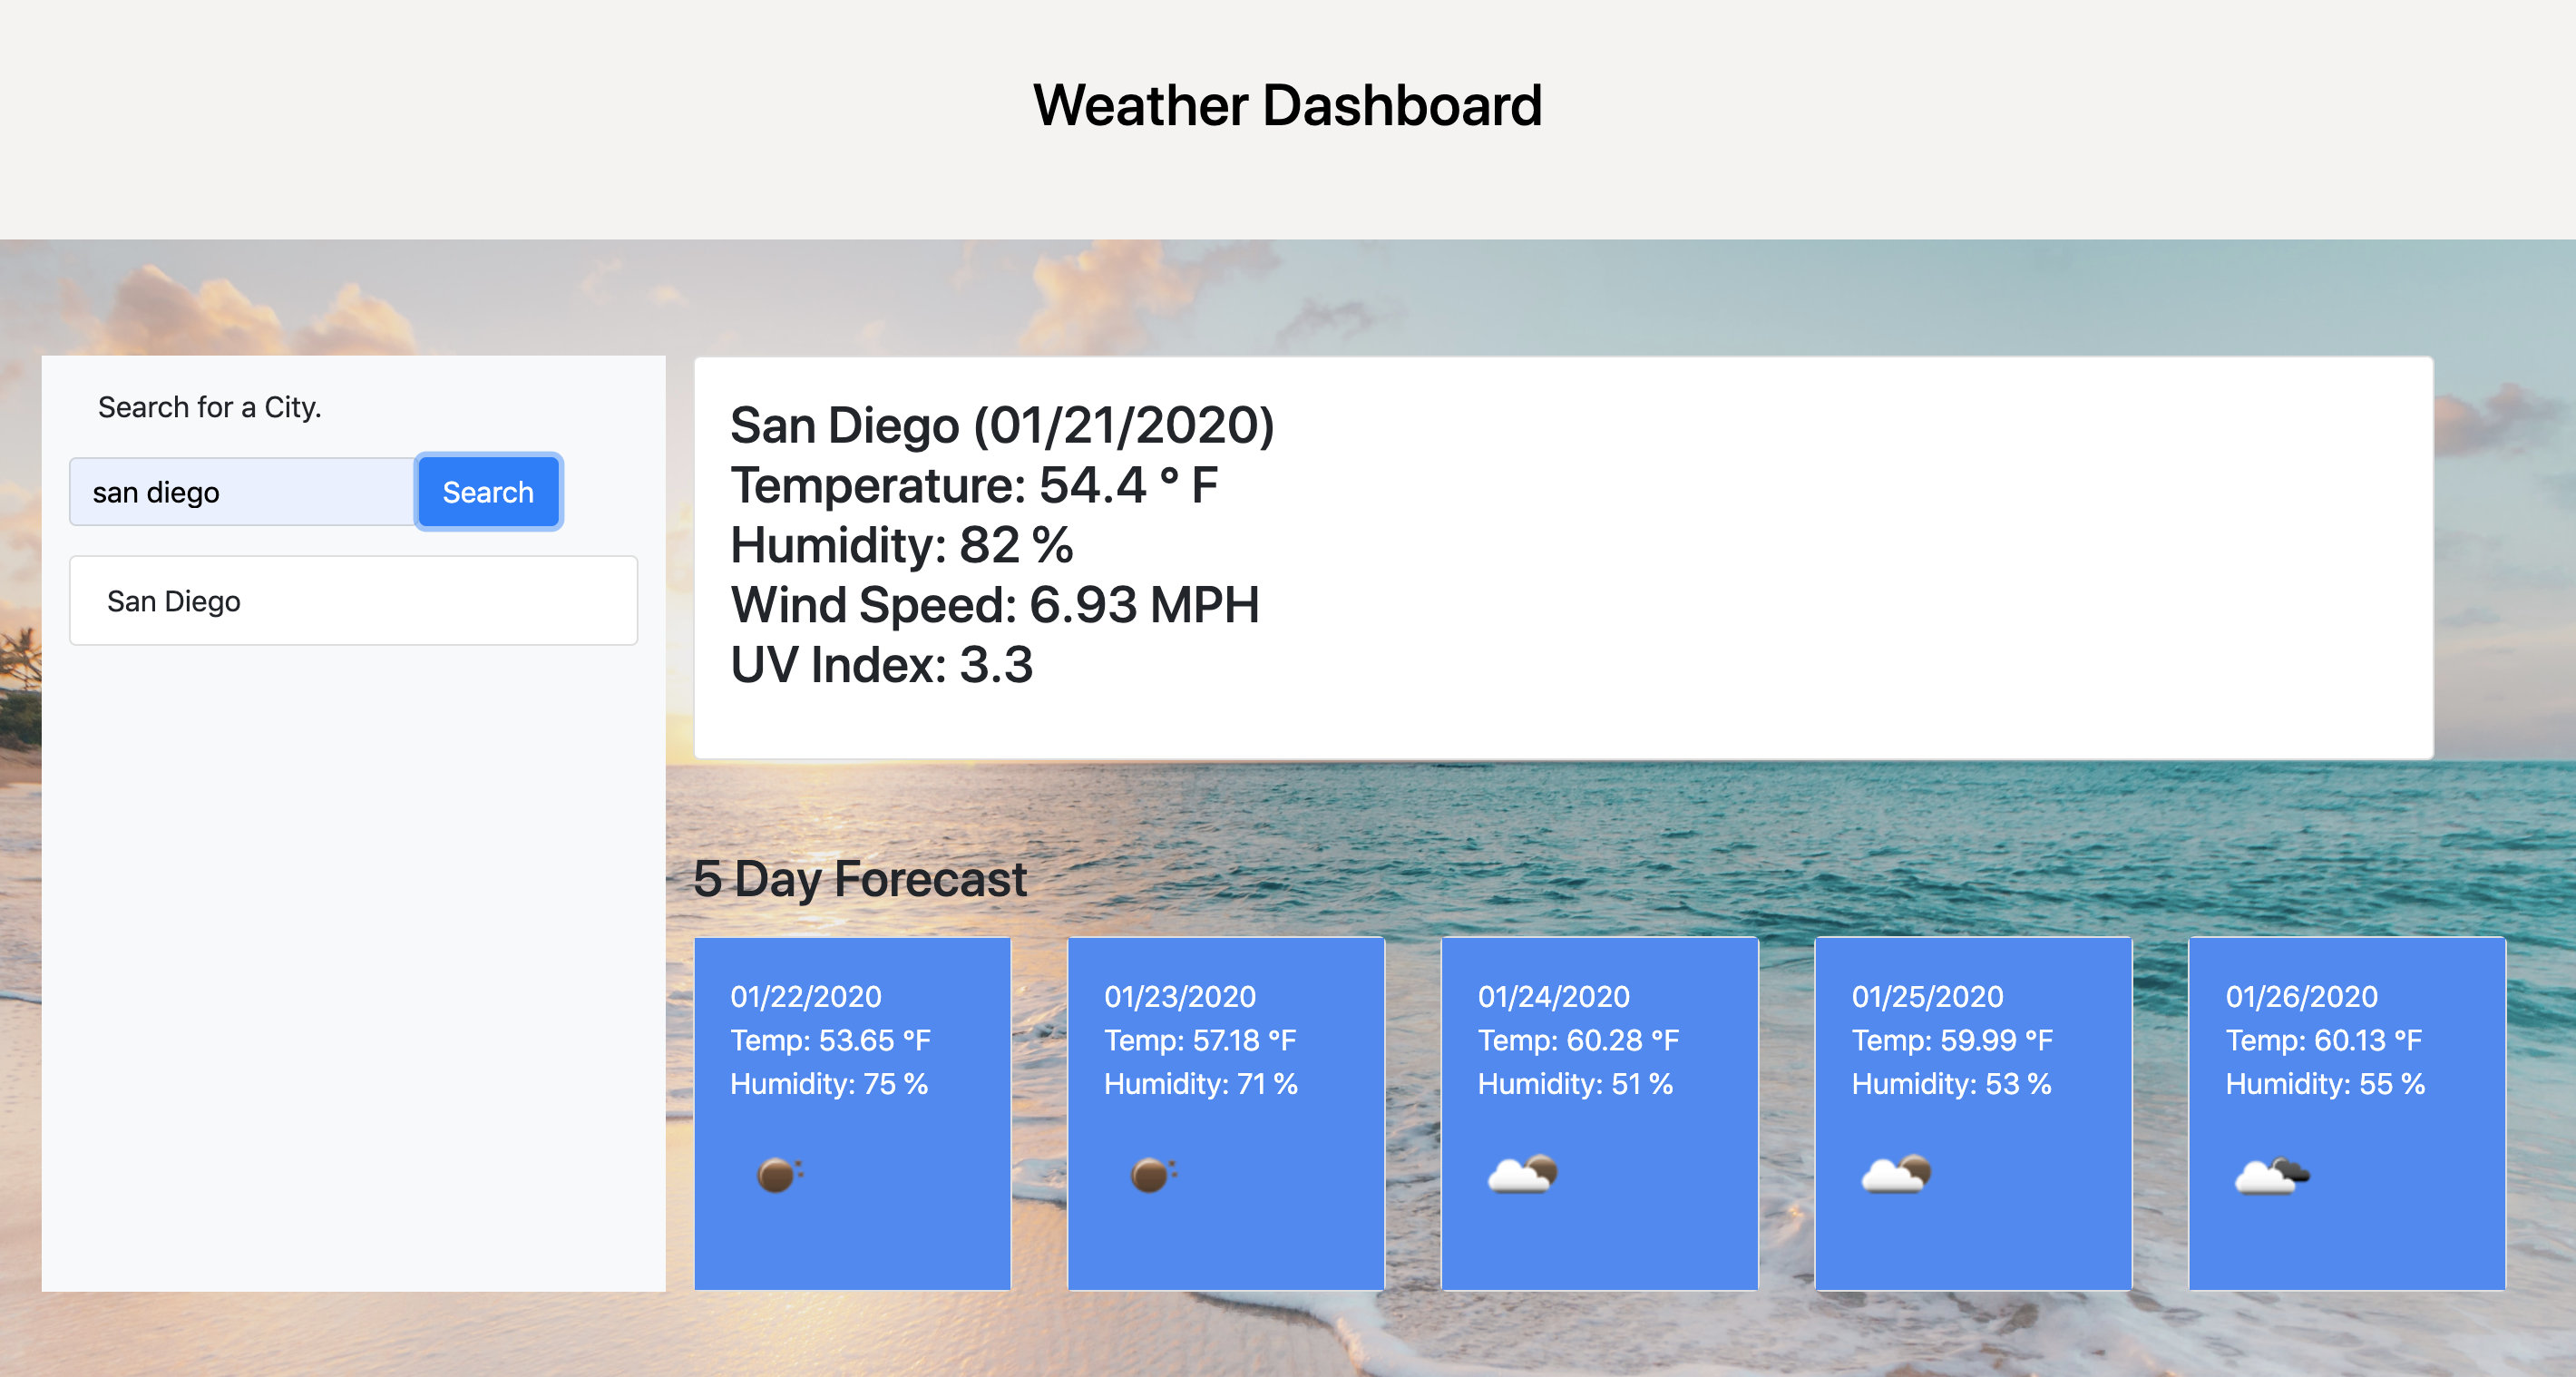 Weather Dashboard
Search for a City.
san diego
Search
San Diego
San Diego (01/21/2020)
Temperature: 54.4 ° F
Humidity: 82 %
Wind Speed: 6.93 MPH
UV Index: 3.3
5 Day Forecast
01/22/2020
Temp: 53.65 °F
Humidity: 75 %
01/23/2020
Temp: 57.18 °F
Humidity: 71 %
01/24/2020
Temp: 60.28 °F
Humidity: 51 %
01/25/2020
Temp: 59.99 °F
Humidity: 53 %
01/26/2020
Temp: 60.13 °F
Humidity: 55 %